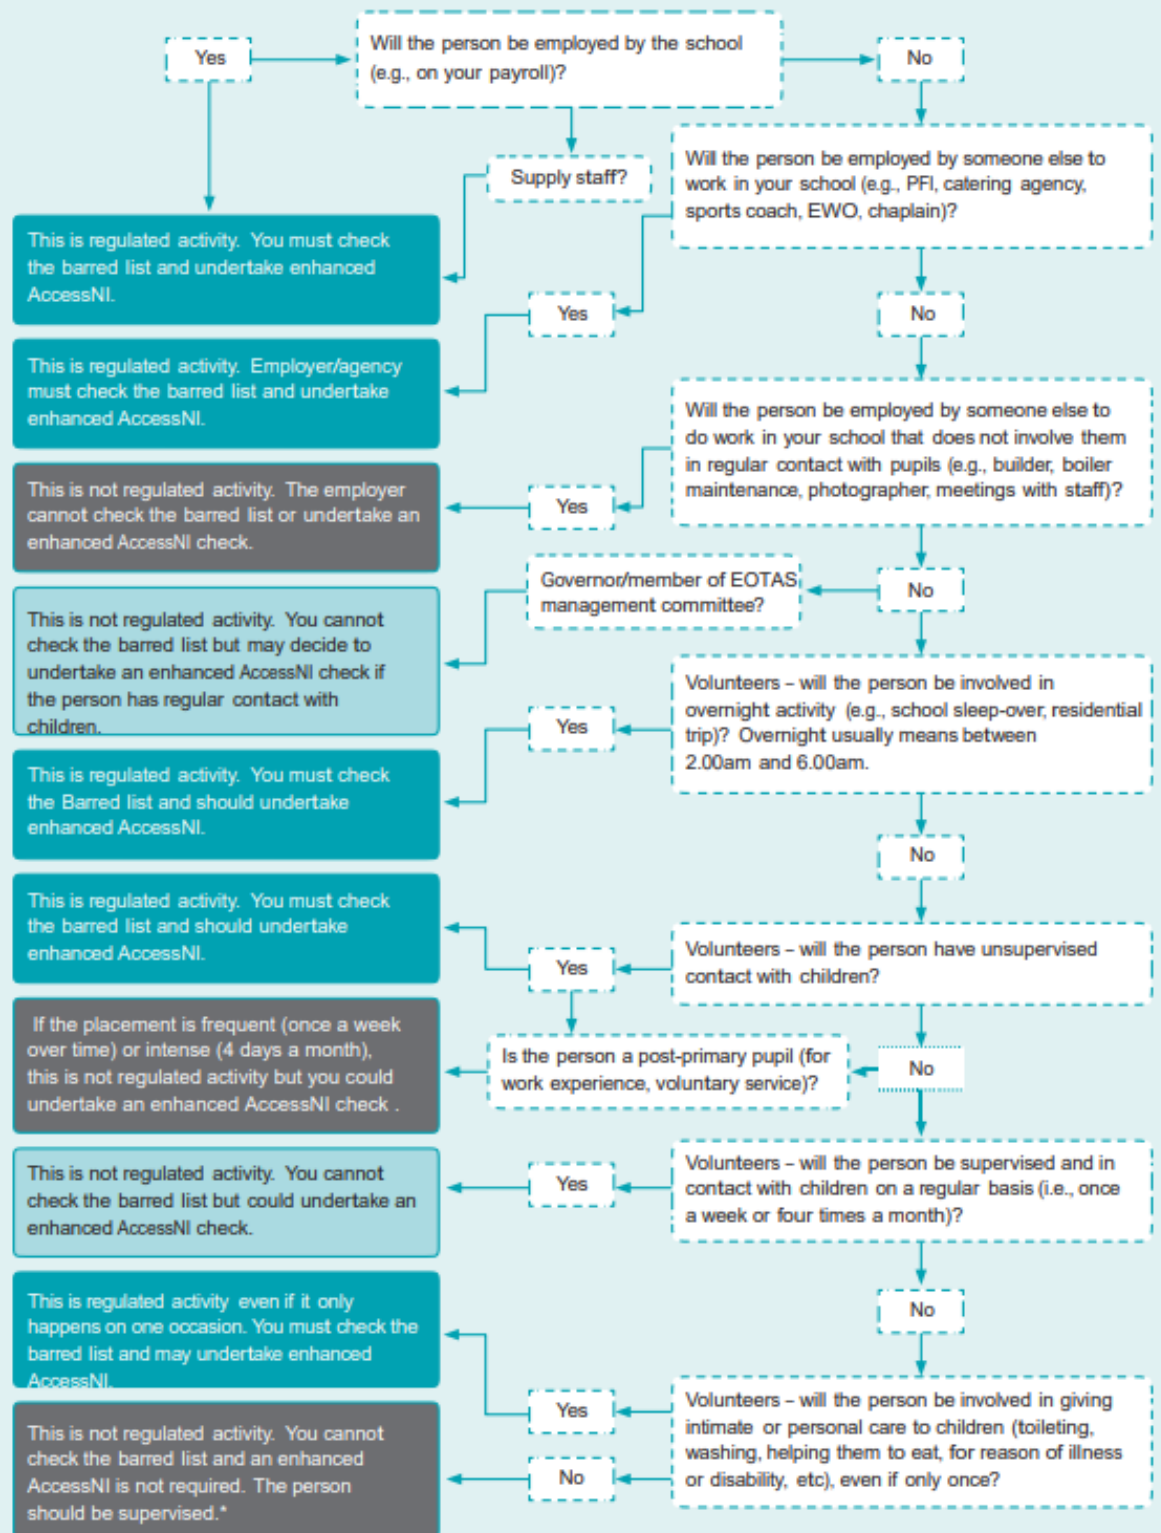 Yes
Will the person be employed by the school
(e.g., on your payroll)?
No
Supply staff?
Will the person be employed by someone else to
work in your school (e.g., PFI, catering agency,
sports coach, EWO, chaplain)?
This is regulated activity. You must check
the barred list and undertake enhanced
AccessNI.
Yes
No
This is regulated activity. Employer/agency
must check the barred list and undertake
enhanced AccessNI.
Will the person be employed by someone else to
do work in your school that does not involve them
in regular contact with pupils (e.g., builder, boiler
maintenance, photographer, meetings with staff)?
Yes
This is not regulated activity. The employer
cannot check the barred list or undertake an
enhanced AccessNI check.
No
Governor/member of EOTAS
management committee?
This is not regulated activity. You cannot
check the barred list but may decide to
undertake an enhanced AccessNI check if
the person has regular contact with
children.
Volunteers – will the person be involved in
overnight activity (e.g., school sleep-over, residential
trip)? Overnight usually means between
2.00am and 6.00am.
Yes
This is regulated activity. You must check
the Barred list and should undertake
enhanced AccessNI.
No
This is regulated activity. You must check
the barred list and should undertake
enhanced AccessNI.
Volunteers – will the person have unsupervised
contact with children?
Yes
If the placement is frequent (once a week
over time) or intense (4 days a month),
this is not regulated activity but you could
undertake an enhanced AccessNI check .
Is the person a post-primary pupil (for
work experience, voluntary service)?
No
This is not regulated activity. You cannot
check the barred list but could undertake an
enhanced AccessNI check.
Yes
Volunteers – will the person be supervised and in
contact with children on a regular basis (i.e., once
a week or four times a month)?
No
This is regulated activity even if it only
happens on one occasion. You must check the
barred list and may undertake enhanced
AccessNI.
Yes
Volunteers – will the person be involved in giving
intimate or personal care to children (toileting,
washing, helping them to eat, for reason of illness
or disability, etc), even if only once?
No
This is not regulated activity. You cannot
check the barred list and an enhanced
AccessNI is not required. The person
should be supervised.*